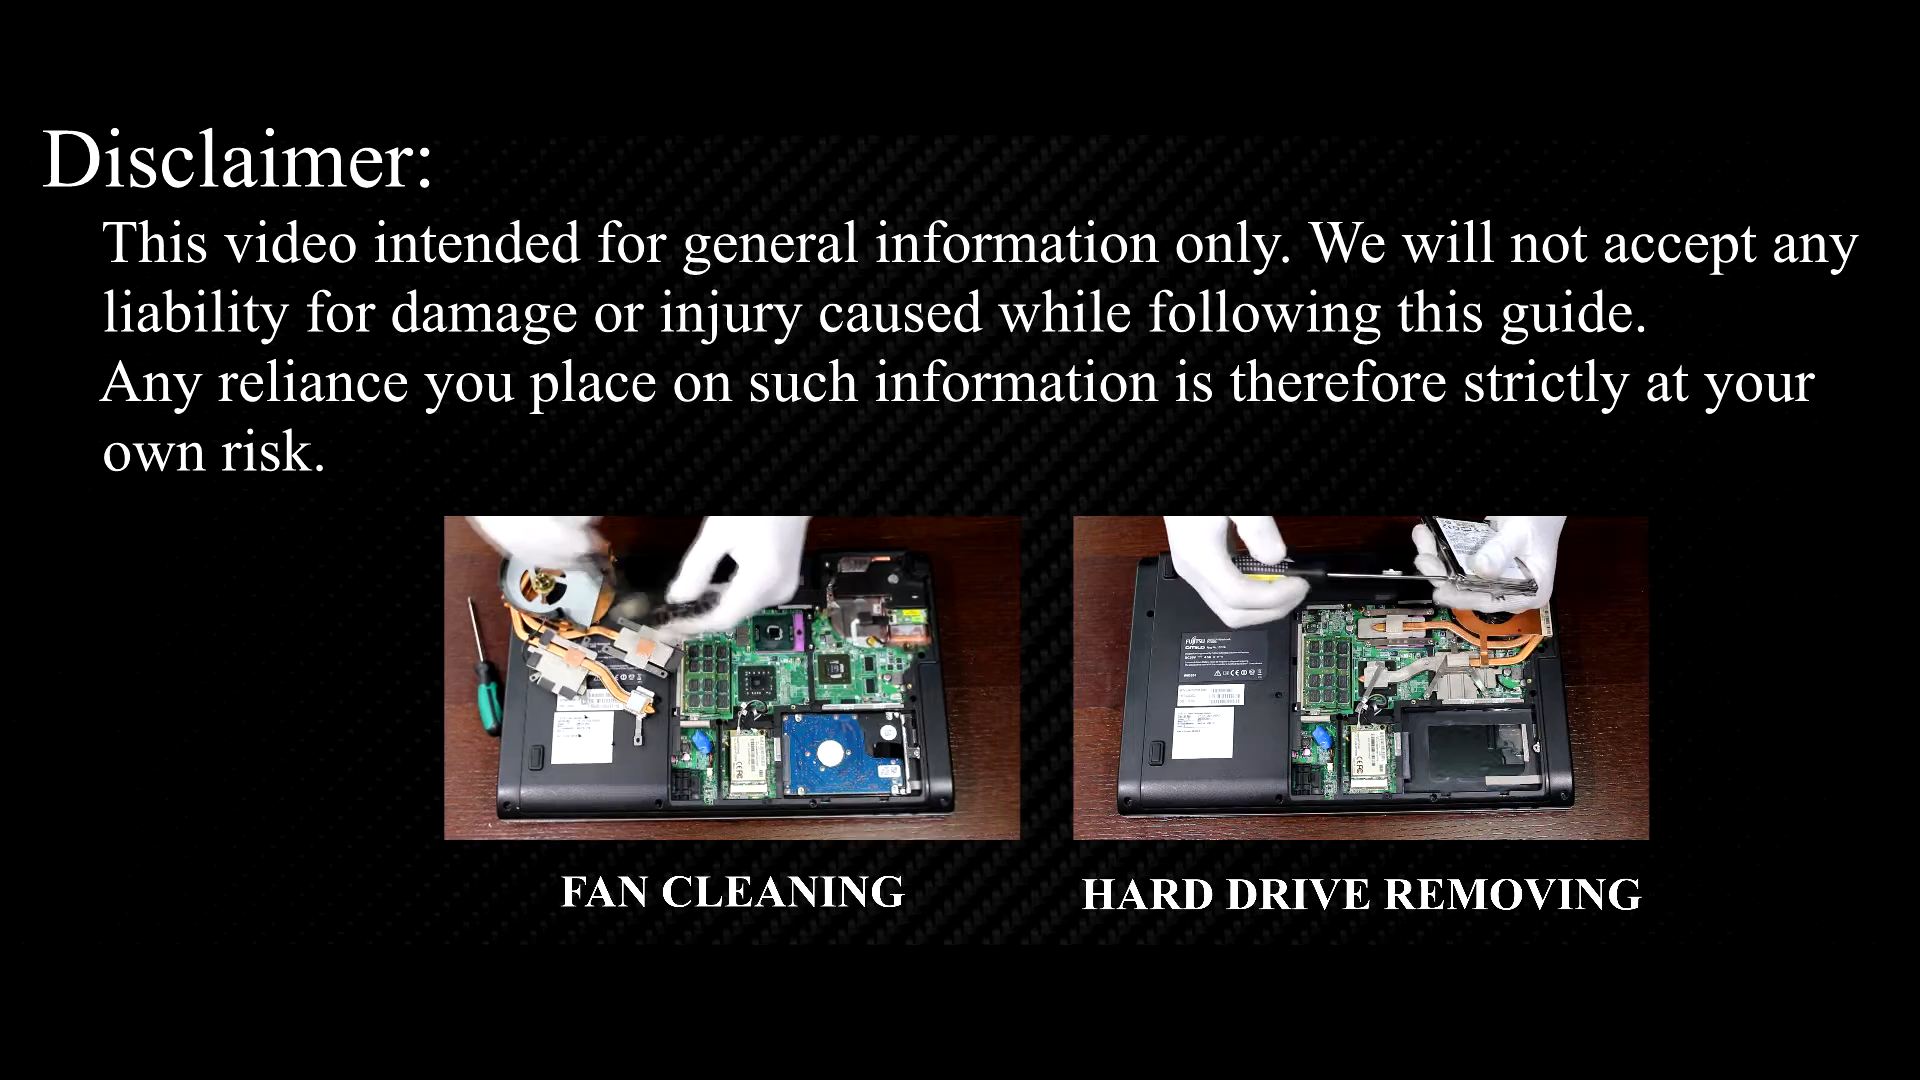 Disclaimer:
This video intended for general information only. We will not accept any
liability for damage or injury caused while following this guide.
Any reliance you place on such information is therefore strictly at your
own risk.
FUJITSU
AMILO
FAN CLEANING
HARD DRIVE REMOVING